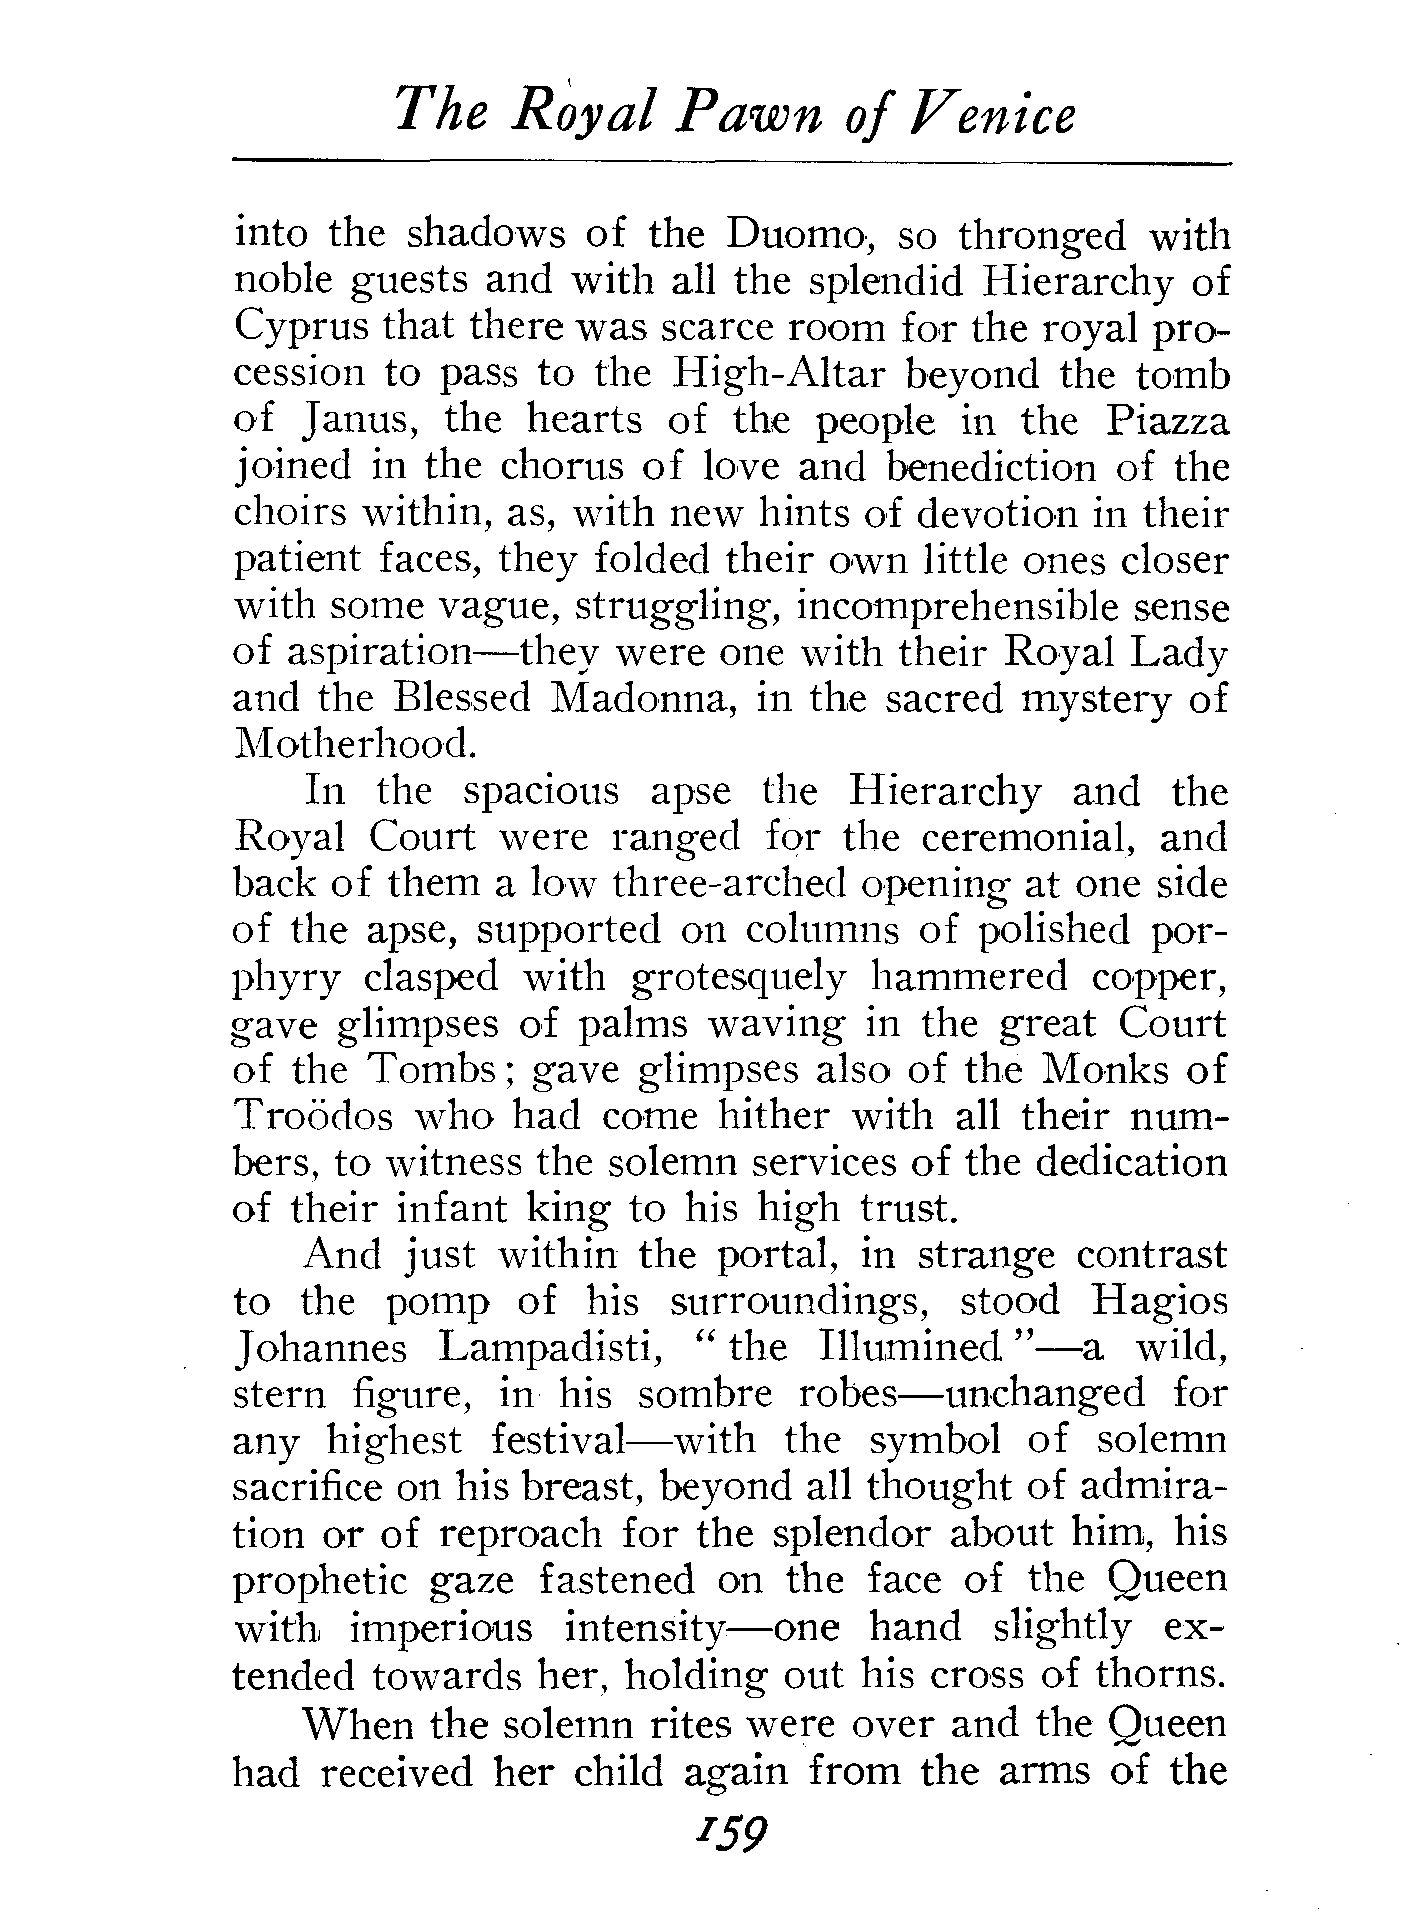 The Royal Pawn of Venice
into the shadows of the Duomo, so thronged with
noble guests and with all the splendid Hierarchy of
Cyprus that there was scarce room for the royal pro-
cession to pass to the High-Altar beyond the tomb
of Janus, the hearts of the people in the Piazza
joined in the chorus of love and benediction of the
choirs within, as, with new hints of devotion in their
patient faces, they folded their own little ones closer
with some vague, struggling, incomprehensible sense
of aspiration—they were one with their Royal Lady
and the Blessed Madonna, in the sacred mystery of
Motherhood.
In the spacious apse the Hierarchy and the
Royal Court were ranged for the ceremonial, and
back of them a low three-arched opening at one side
of the apse, supported on columns of polished por-
phyry clasped with grotesquely hammered copper,
gave glimpses of palms waving in the great Court
of the Tombs; gave glimpses also of the Monks of
Troödos who had come hither with all their num-
bers, to witness the solemn services of the dedication
of their infant king to his high trust.
And just within the portal, in strange contrast
to the pomp of his surroundings, stood Hagios
Johannes Lampadisti, “ the Illumined ”—a wild,
stern figure, in his sombre robes—unchanged for
any highest festival—with the symbol of solemn
sacrifice on his breast, beyond all thought of admira-
tion or of reproach for the splendor about him, his
prophetic gaze fastened on the face of the Queen
with imperious intensity—one hand slightly ex-
tended towards her, holding out his cross of thorns.
When the solemn rites were over and the Queen
had received her child again from the arms of the
159